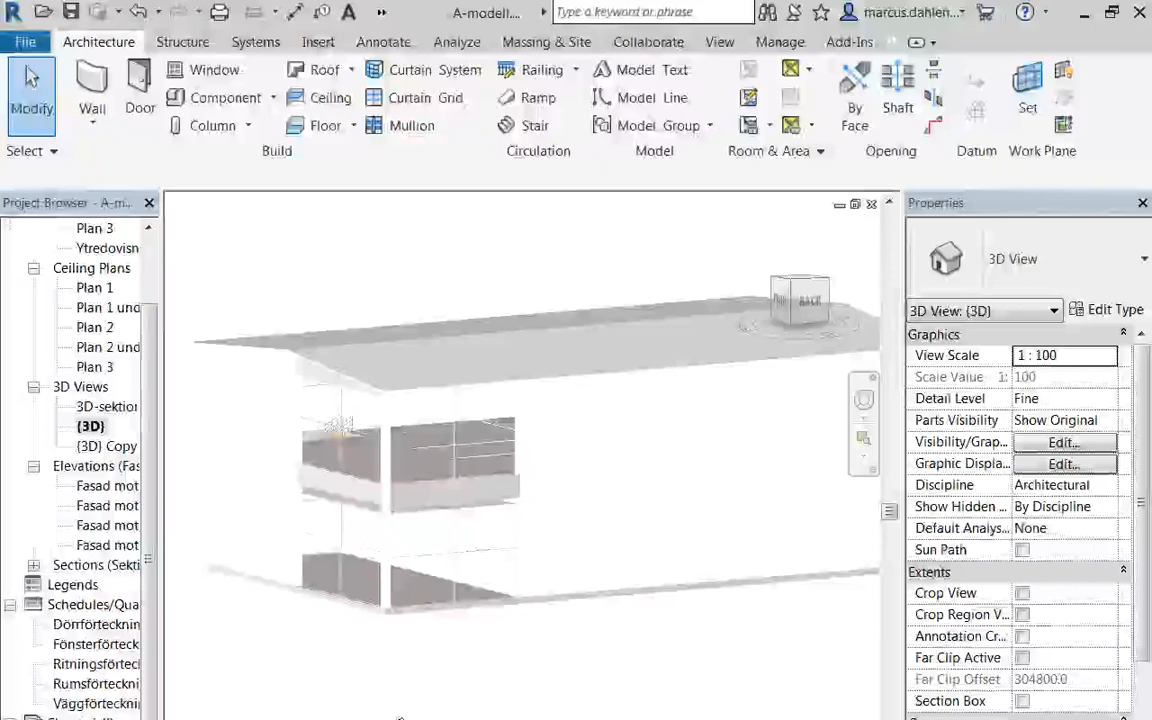 A-modell...
Type a keyword or phrase
marcus.dahlen...
File Architecture Structure Systems Insert Annotate Analyze Massing & Site Collaborate View Manage Add-Ins
Modify
Wall
Door
Window
Component
Column
Roof
Ceiling
Floor
Curtain System
Curtain Grid
Mullion
Railing
Ramp
Stair
Model Text
Model Line
Model Group
By
Face
Shaft
Set
Select
Build
Circulation
Model
Room & Area
Opening
Datum
Work Plane
Project Browser - A-m...
Plan 3
Ytredovisn
Ceiling Plans
Plan 1
Plan 1 und
Plan 2
Plan 2 und
Plan 3
3D Views
3D-sektior
{3D}
{3D} Copy
Elevations (Fas
Fasad mot
Fasad mot
Fasad mot
Fasad mot
Sections (Sekti
Legends
Schedules/Qua
Dörrförtecknin
Fönsterförteck
Ritningsförtec
Rumsförteckni
Väggförtecknin
BACK
Properties
3D View
3D View: {3D}
Edit Type
Graphics
View Scale 1 : 100
Scale Value 1: 100
Detail Level Fine
Parts Visibility Show Original
Visibility/Grap... Edit...
Graphic Displa... Edit...
Discipline Architectural
Show Hidden ... By Discipline
Default Analys... None
Sun Path
Extents
Crop View
Crop Region V...
Annotation Cr...
Far Clip Active
Far Clip Offset 304800.0
Section Box